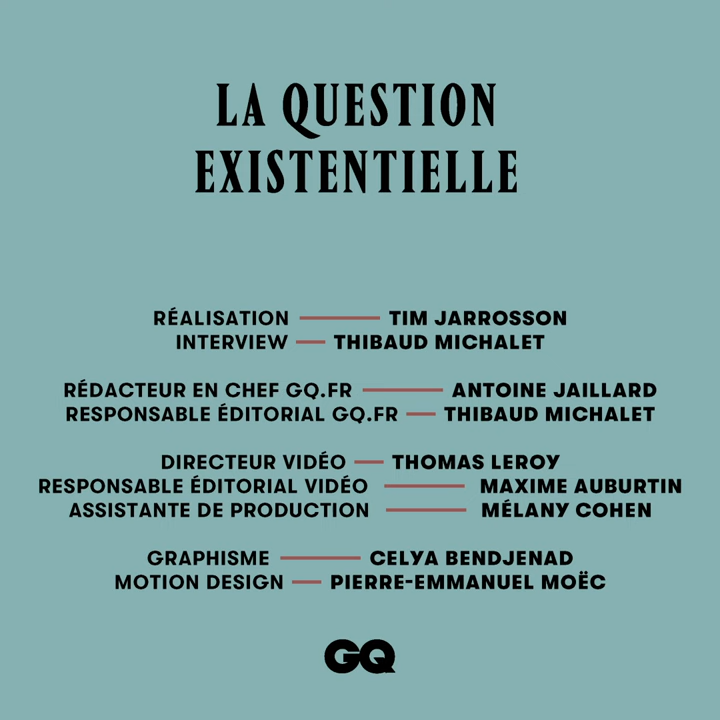 LA QUESTION
EXISTENTIELLE
RÉALISATION — TIM JARROSSON
INTERVIEW — THIBAUD MICHALET
RÉDACTEUR EN CHEF GQ.FR — ANTOINE JAILLARD
RESPONSABLE ÉDITORIAL GQ.FR — THIBAUD MICHALET
DIRECTEUR VIDÉO — THOMAS LEROY
RESPONSABLE ÉDITORIAL VIDÉO — MAXIME AUBURTIN
ASSISTANTE DE PRODUCTION — MÉLANY COHEN
GRAPHISME — CELYA BENDJENAD
MOTION DESIGN — PIERRE-EMMANUEL MOËC
GQ